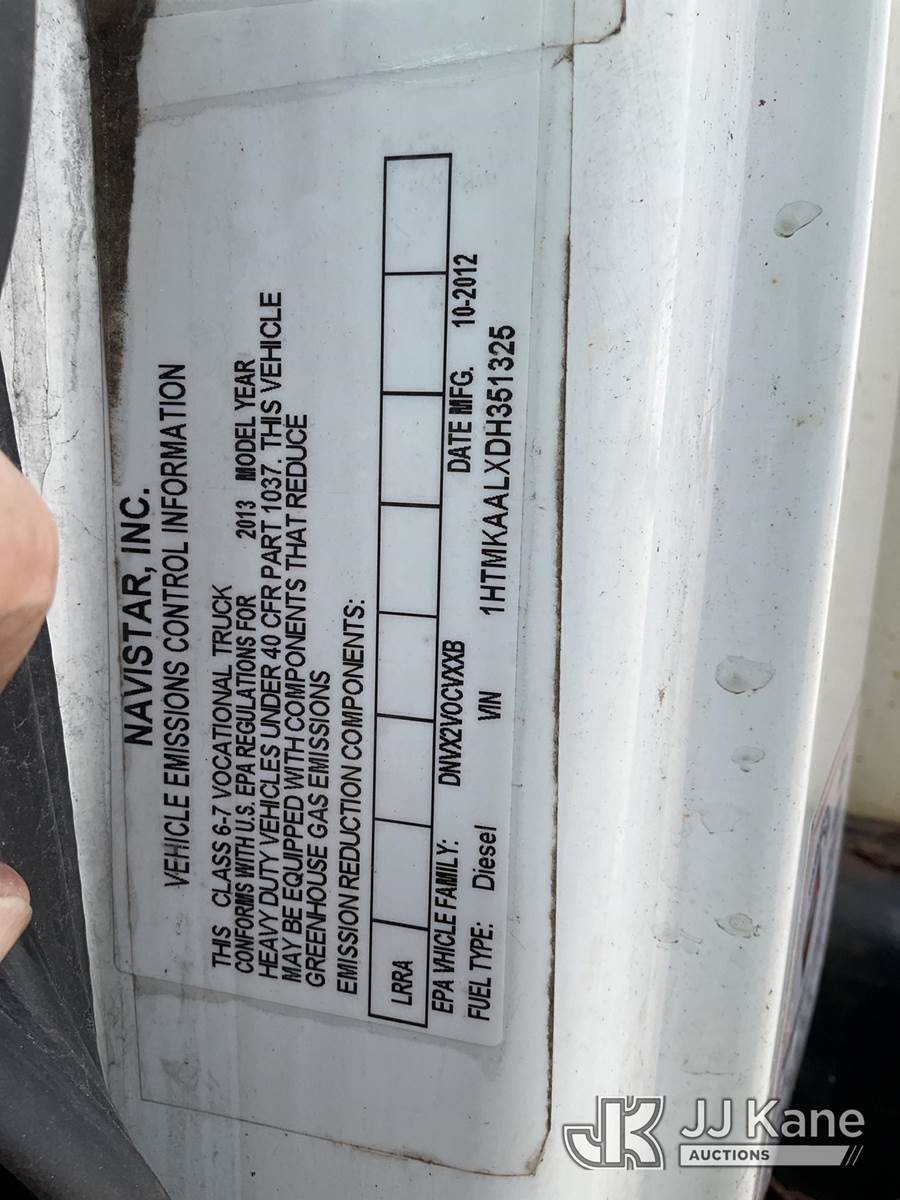 NAVISTAR, INC.
VEHICLE EMISSIONS CONTROL INFORMATION
THIS CLASS 6-7 VOCATIONAL TRUCK
CONFORMS WITH U.S. EPA REGULATIONS FOR 2013 MODEL YEAR
HEAVY DUTY VEHICLES UNDER 40 CFR PART 1037. THIS VEHICLE
MAY BE EQUIPPED WITH COMPONENTS THAT REDUCE
GREENHOUSE GAS EMISSIONS
EMISSION REDUCTION COMPONENTS:
LRRA
EPA VHICLE FAMILY: DNVX2VOCVXXB DATE MFG. 10-2012
FUEL TYPE: Diesel VIN 1HTMKAALXDH351325
JK JJ Kane
AUCTIONS